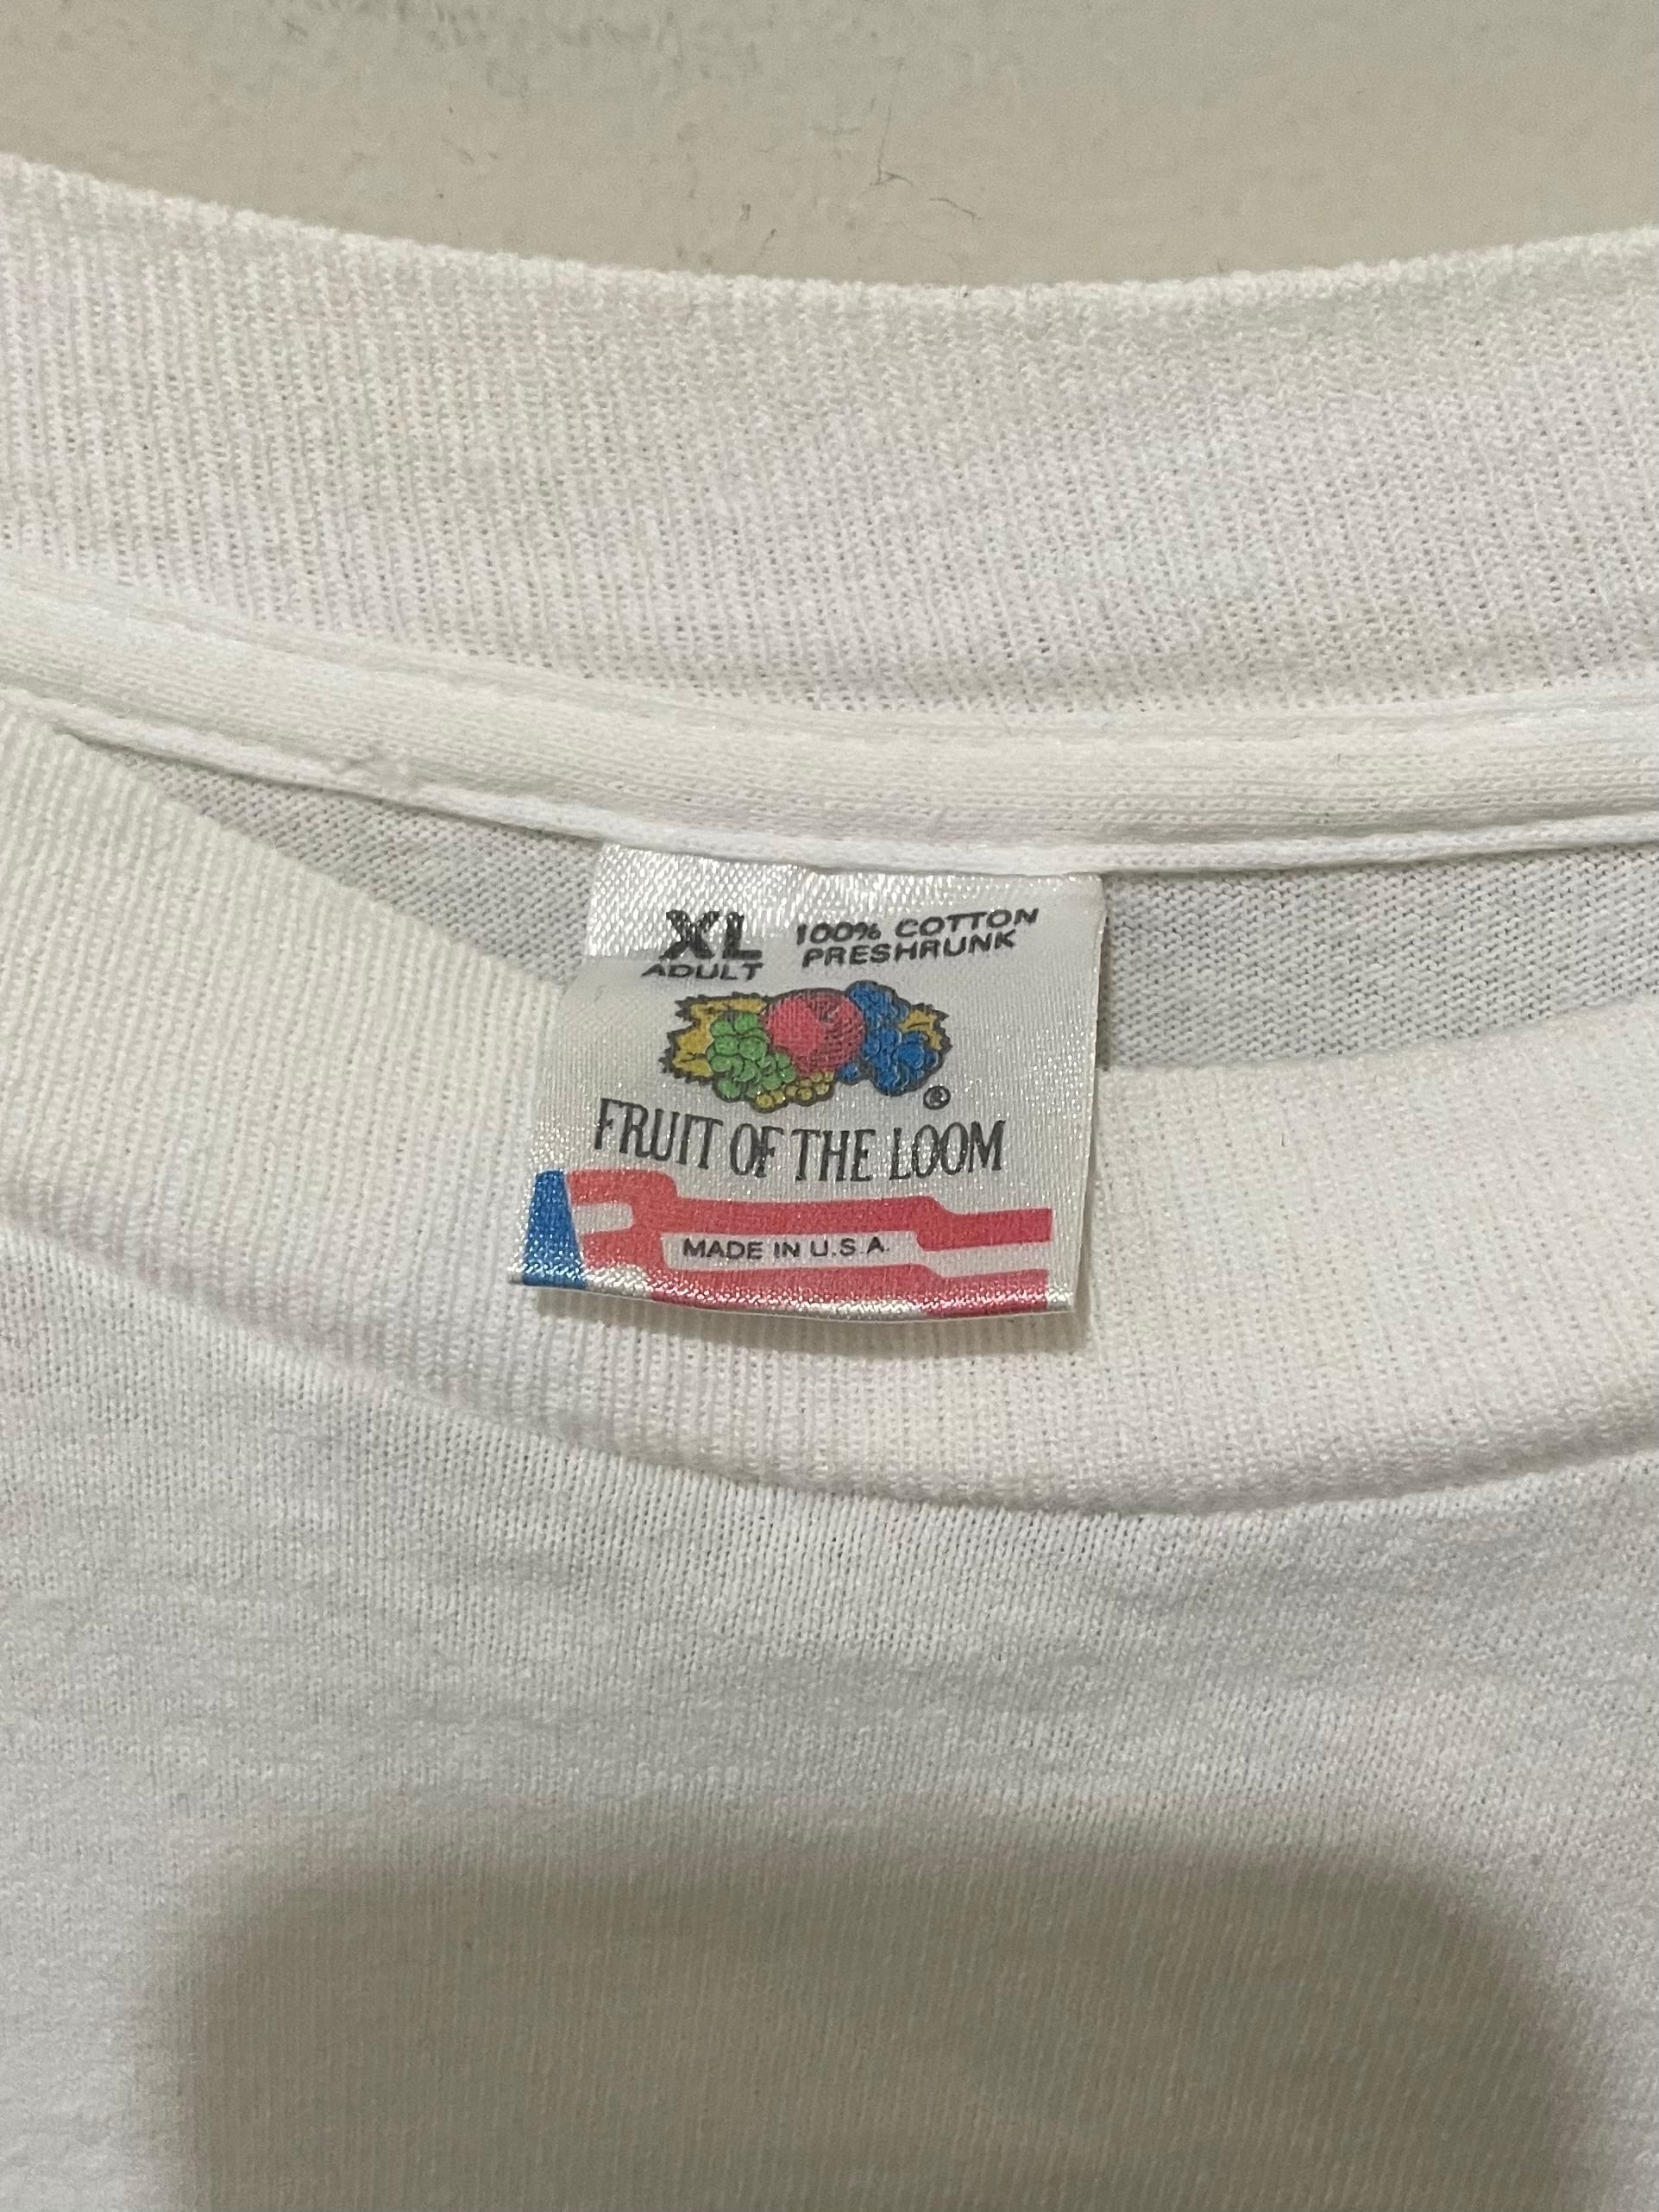 XL 100% COTTON
ADULT PRESHRUNK
®
FRUIT OF THE LOOM
MADE IN U.S.A.